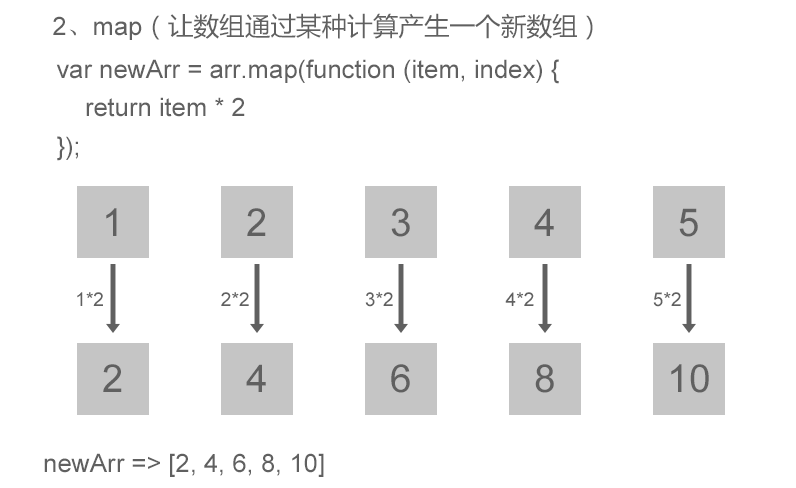 2、map（让数组通过某种计算产生一个新数组）
var newArr = arr.map(function (item, index) {
return item * 2
});
1 2 3 4 5
1*2 2*2 3*2 4*2 5*2
2 4 6 8 10
newArr => [2, 4, 6, 8, 10]